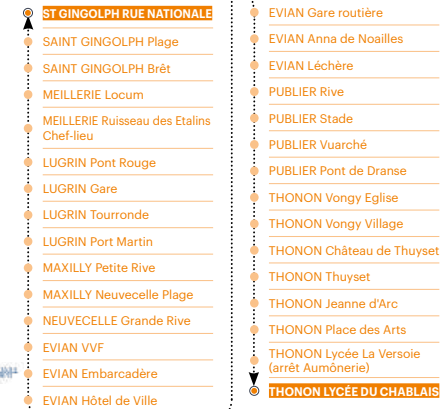 ST GINGOLPH RUE NATIONALE
SAINT GINGOLPH Plage
SAINT GINGOLPH Brêt
MEILLERIE Locum
MEILLERIE Ruisseau des Etalins
Chef-lieu
LUGRIN Pont Rouge
LUGRIN Gare
LUGRIN Tourronde
LUGRIN Port Martin
MAXILLY Petite Rive
MAXILLY Neuvecelle Plage
NEUVECELLE Grande Rive
EVIAN VVF
EVIAN Embarcadère
EVIAN Hôtel de Ville
EVIAN Gare routière
EVIAN Anna de Noailles
EVIAN Léchère
PUBLIER Rive
PUBLIER Stade
PUBLIER Vuarché
PUBLIER Pont de Dranse
THONON Vongy Eglise
THONON Vongy Village
THONON Château de Thuyset
THONON Thuyset
THONON Jeanne d'Arc
THONON Place des Arts
THONON Lycée La Versoie
(arrêt Aumônerie)
THONON LYCÉE DU CHABLAIS